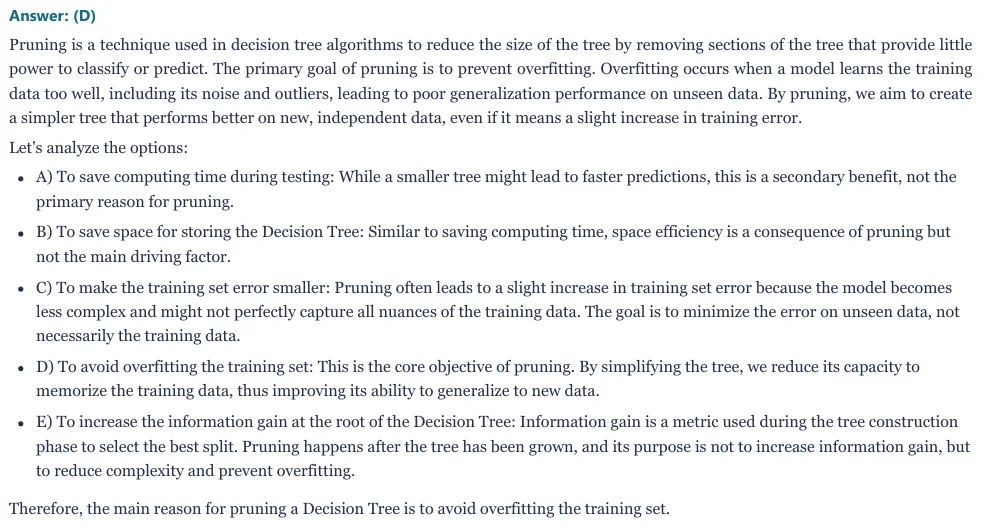 Answer: (D)
Pruning is a technique used in decision tree algorithms to reduce the size of the tree by removing sections of the tree that provide little
power to classify or predict. The primary goal of pruning is to prevent overfitting. Overfitting occurs when a model learns the training
data too well, including its noise and outliers, leading to poor generalization performance on unseen data. By pruning, we aim to create
a simpler tree that performs better on new, independent data, even if it means a slight increase in training error.
Let's analyze the options:
• A) To save computing time during testing: While a smaller tree might lead to faster predictions, this is a secondary benefit, not the
primary reason for pruning.
• B) To save space for storing the Decision Tree: Similar to saving computing time, space efficiency is a consequence of pruning but
not the main driving factor.
• C) To make the training set error smaller: Pruning often leads to a slight increase in training set error because the model becomes
less complex and might not perfectly capture all nuances of the training data. The goal is to minimize the error on unseen data, not
necessarily the training data.
• D) To avoid overfitting the training set: This is the core objective of pruning. By simplifying the tree, we reduce its capacity to
memorize the training data, thus improving its ability to generalize to new data.
• E) To increase the information gain at the root of the Decision Tree: Information gain is a metric used during the tree construction
phase to select the best split. Pruning happens after the tree has been grown, and its purpose is not to increase information gain, but
to reduce complexity and prevent overfitting.
Therefore, the main reason for pruning a Decision Tree is to avoid overfitting the training set.